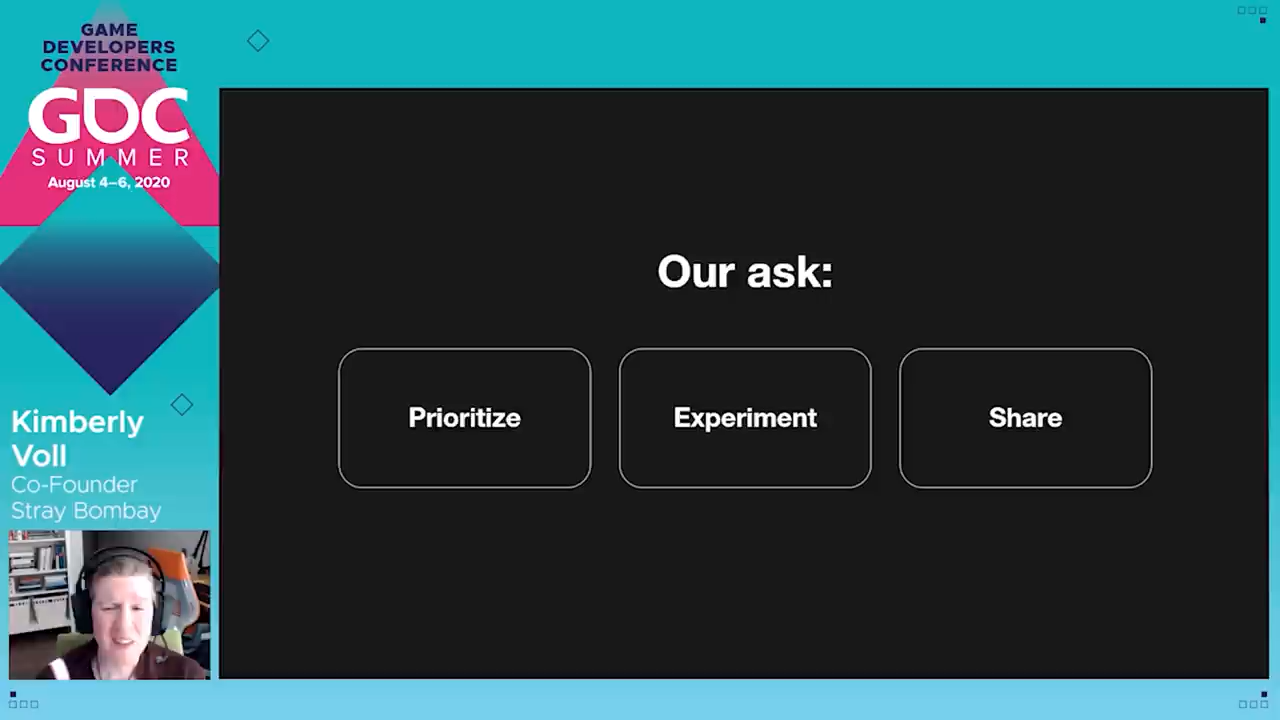 GAME
DEVELOPERS
CONFERENCE
GDC
SUMMER
August 4–6, 2020
Kimberly
Voll
Co-Founder
Stray Bombay
Our ask:
Prioritize
Experiment
Share